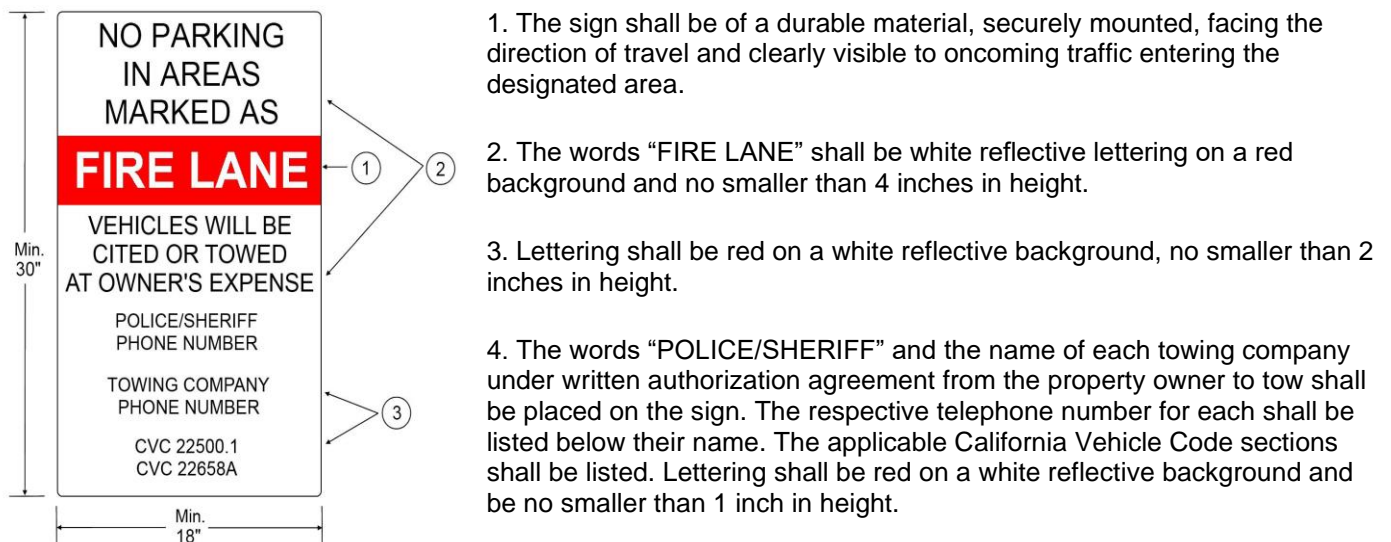 NO PARKING
IN AREAS
MARKED AS
FIRE LANE
VEHICLES WILL BE
CITED OR TOWED
AT OWNER'S EXPENSE
POLICE/SHERIFF
PHONE NUMBER
TOWING COMPANY
PHONE NUMBER
CVC 22500.1
CVC 22658A
Min.
30"
Min.
18"
1
2
3
1. The sign shall be of a durable material, securely mounted, facing the
direction of travel and clearly visible to oncoming traffic entering the
designated area.
2. The words “FIRE LANE” shall be white reflective lettering on a red
background and no smaller than 4 inches in height.
3. Lettering shall be red on a white reflective background, no smaller than 2
inches in height.
4. The words “POLICE/SHERIFF” and the name of each towing company
under written authorization agreement from the property owner to tow shall
be placed on the sign. The respective telephone number for each shall be
listed below their name. The applicable California Vehicle Code sections
shall be listed. Lettering shall be red on a white reflective background and
be no smaller than 1 inch in height.